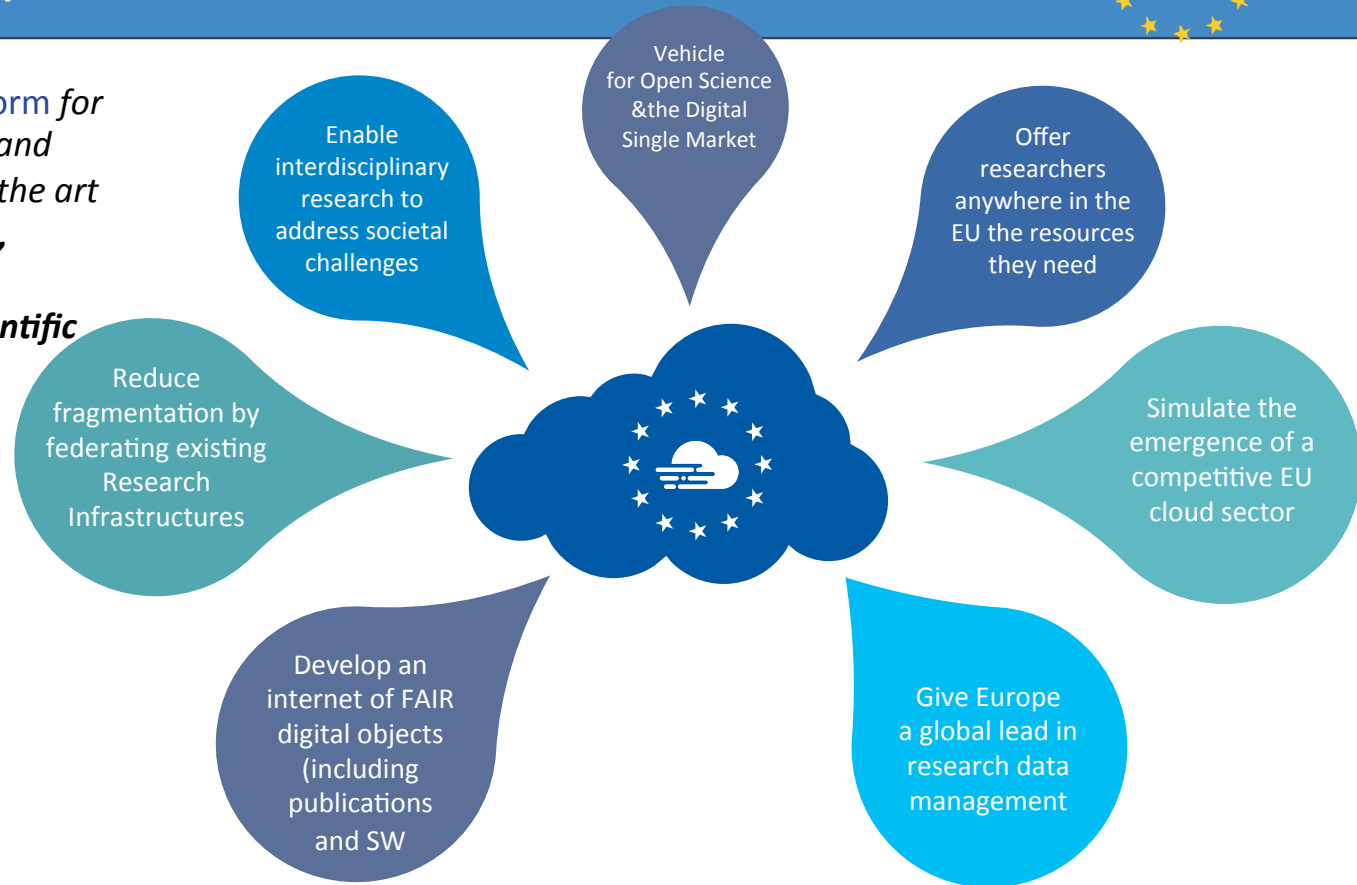 for
and
the art
Vehicle
for Open Science
&the Digital
Single Market
Enable
interdisciplinary
research to
address societal
challenges
Offer
researchers
anywhere in the
EU the resources
they need
Reduce
fragmentation by
federating existing
Research
Infrastructures
Simulate the
emergence of a
competitive EU
cloud sector
Develop an
internet of FAIR
digital objects
(including
publications
and SW
Give Europe
a global lead in
research data
management